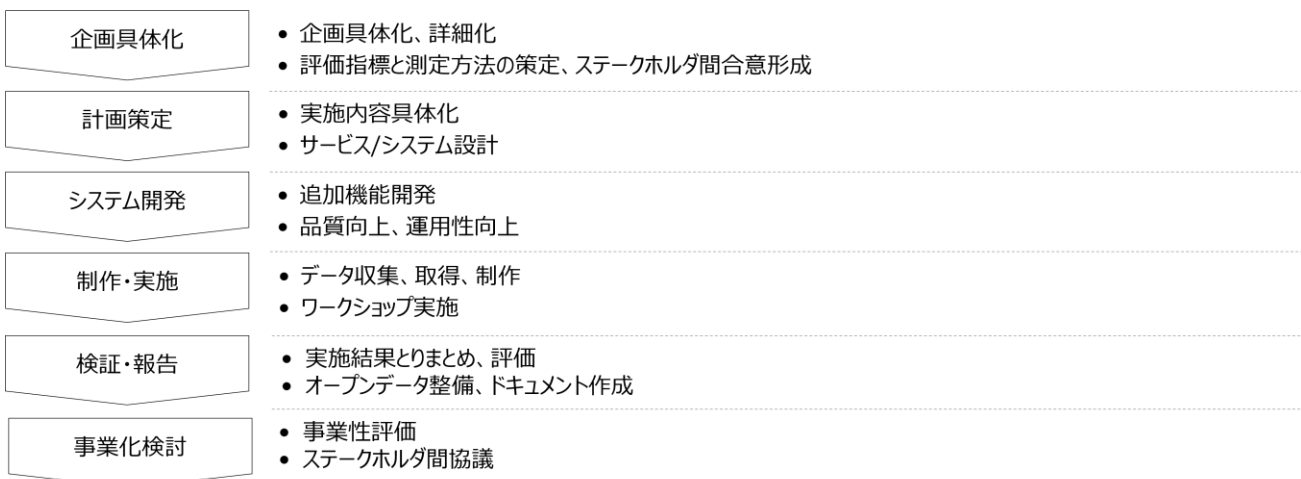 企画具体化
• 企画具体化、詳細化
• 評価指標と測定方法の策定、ステークホルダ間合意形成
計画策定
• 実施内容具体化
• サービス/システム設計
システム開発
• 追加機能開発
• 品質向上、運用性向上
制作・実施
• データ収集、取得、制作
• ワークショップ実施
検証・報告
• 実施結果とりまとめ、評価
• オープンデータ整備、ドキュメント作成
事業化検討
• 事業性評価
• ステークホルダ間協議